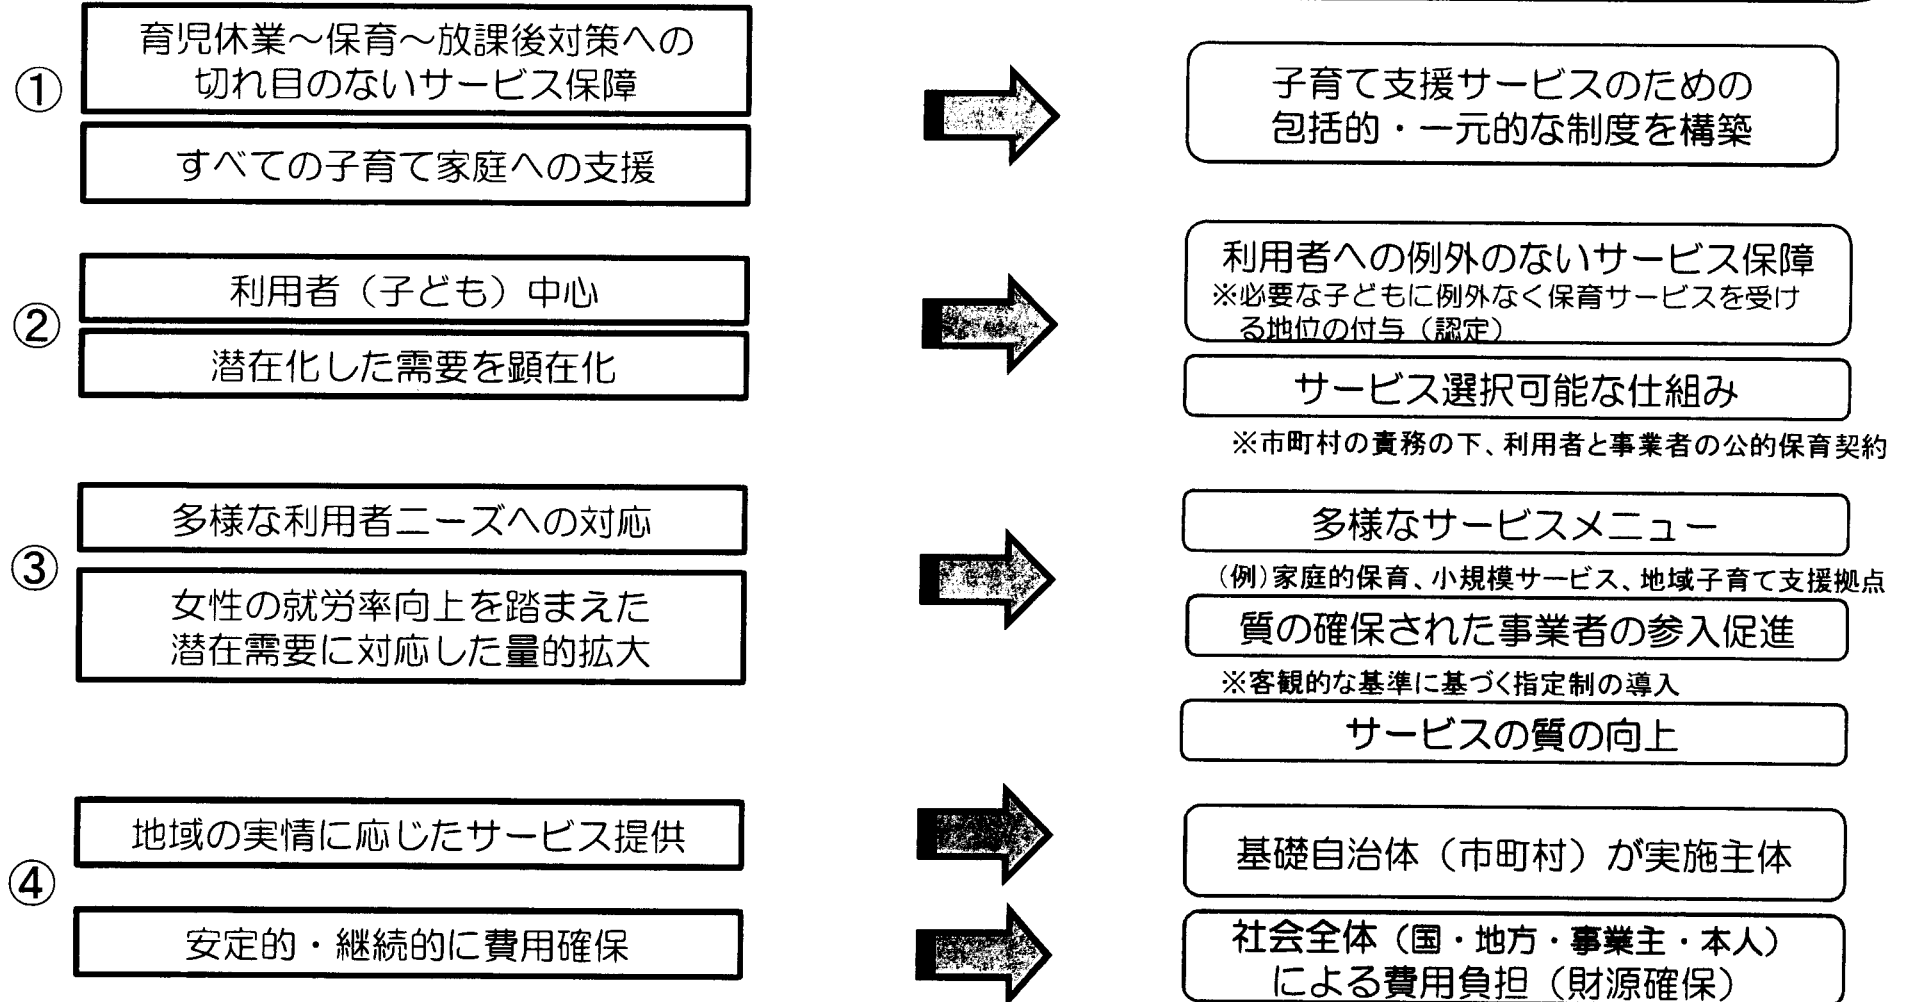 ①
育児休業～保育～放課後対策への
切れ目のないサービス保障
すべての子育て家庭への支援
子育て支援サービスのための
包括的・一元的な制度を構築
②
利用者（子ども）中心
潜在化した需要を顕在化
利用者への例外のないサービス保障
※必要な子どもに例外なく保育サービスを受け
る地位の付与（認定）
サービス選択可能な仕組み
※市町村の責務の下、利用者と事業者の公的保育契約
③
多様な利用者ニーズへの対応
女性の就労率向上を踏まえた
潜在需要に対応した量的拡大
多様なサービスメニュー
（例）家庭的保育、小規模サービス、地域子育て支援拠点
質の確保された事業者の参入促進
※客観的な基準に基づく指定制の導入
サービスの質の向上
④
地域の実情に応じたサービス提供
基礎自治体（市町村）が実施主体
安定的・継続的に費用確保
社会全体（国・地方・事業主・本人）
による費用負担（財源確保）